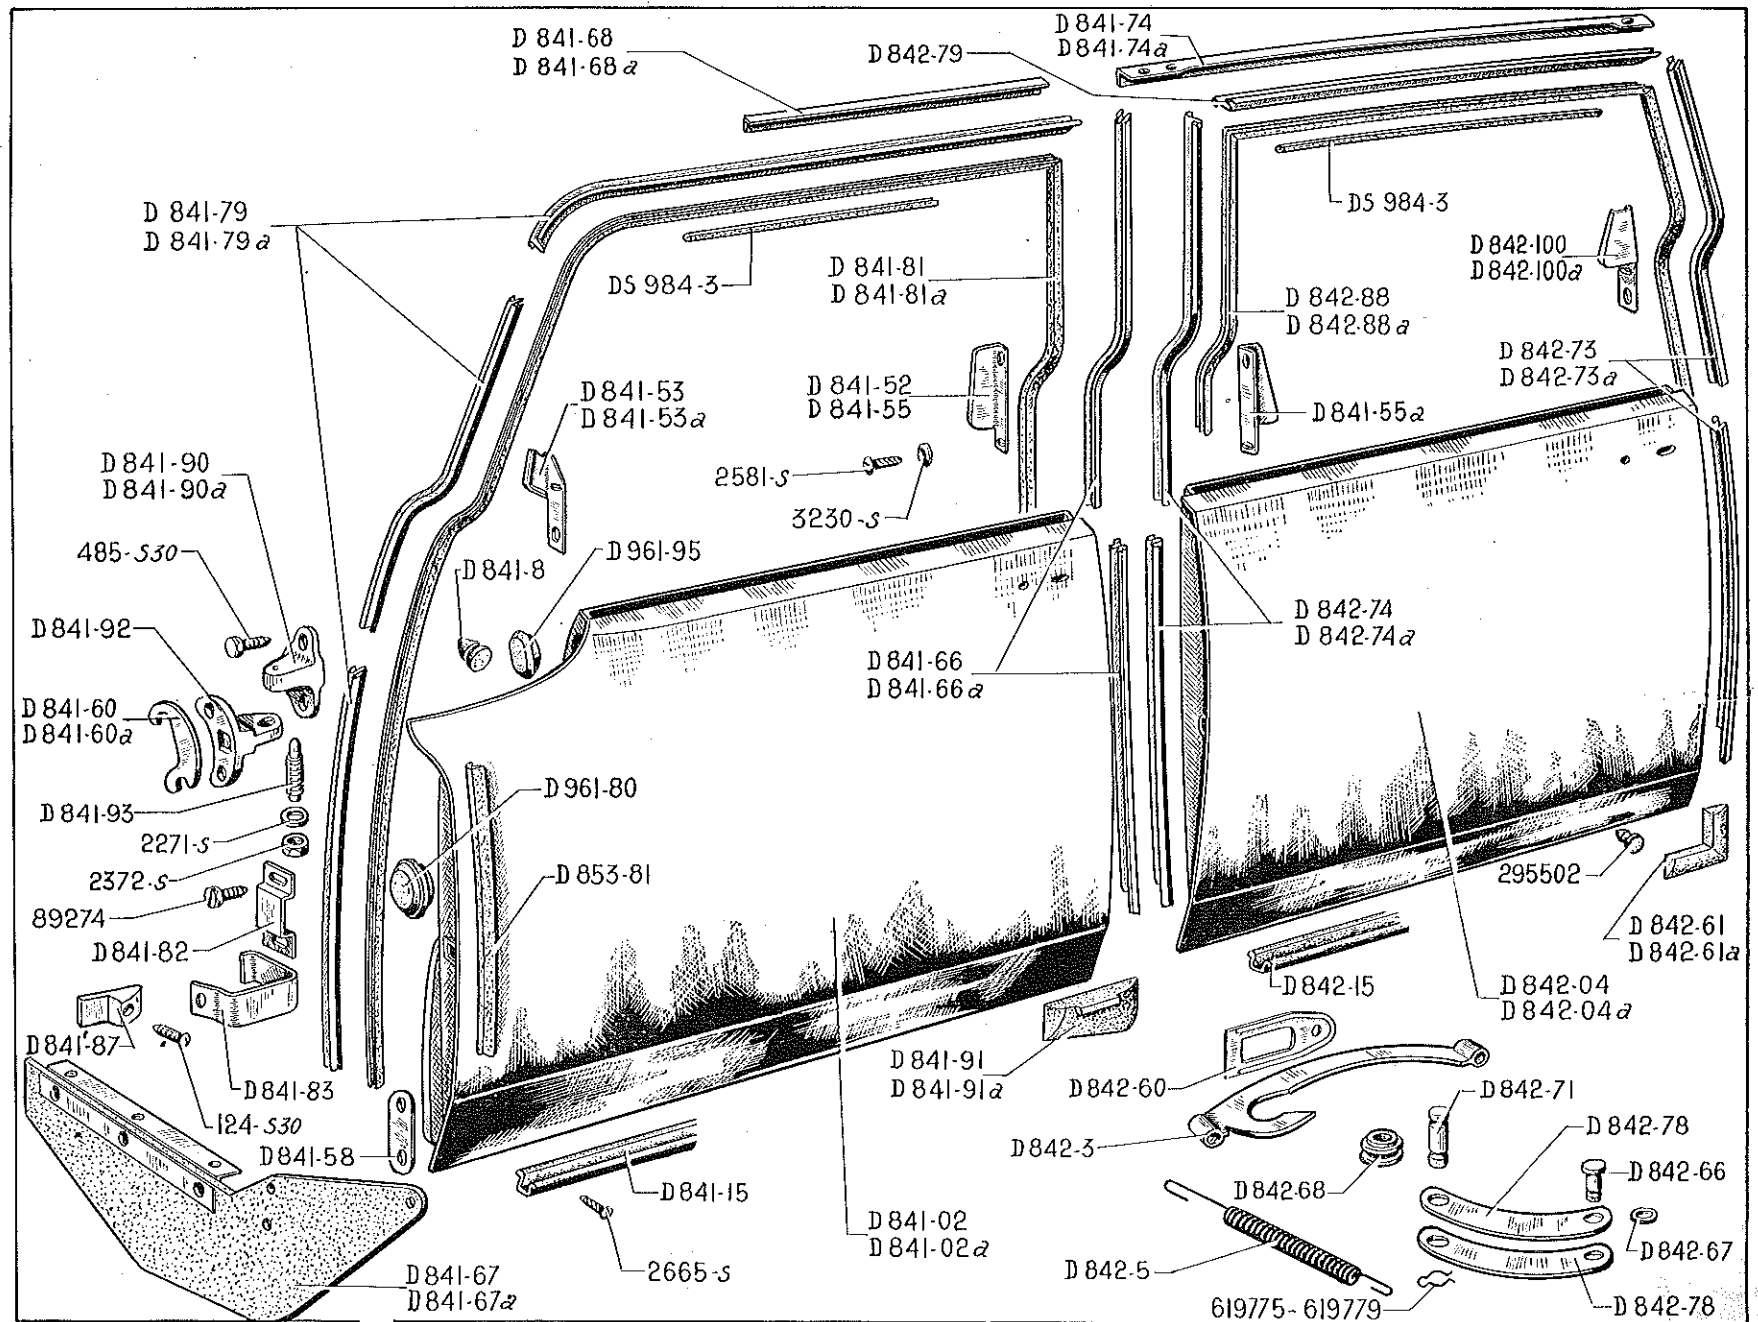 D 841-68
D 841-68a
D 842-79
D 841-74
D 841-74a
D 841-79
D 841-79a
DS 984-3
D 841-81
D 841-81a
DS 984-3
D 842-100
D 842-100a
D 842-88
D 842-88a
D 842-73
D 842-73a
D 841-53
D 841-53a
D 841-52
D 841-55
D 841-55a
D 841-90
D 841-90a
2581-S
3230-S
485-S30
D 841-8
D 961-95
D 841-92
D 842-74
D 842-74a
D 841-66
D 841-66a
D 841-60
D 841-60a
D 841-93
2271-S
2372-S
89274
D 841-82
D 961-80
D 853-81
295502
D 842-61
D 842-61a
D 842-15
D 842-04
D 842-04a
D 841-87
D 841-83
124-S30
D 841-58
D 841-91
D 841-91a
D 842-60
D 842-71
D 842-3
D 842-78
D 842-66
D 842-68
D 842-67
D 841-15
D 841-02
D 841-02a
2665-S
D 842-5
D 841-67
D 841-67a
619775-619779
D 842-78